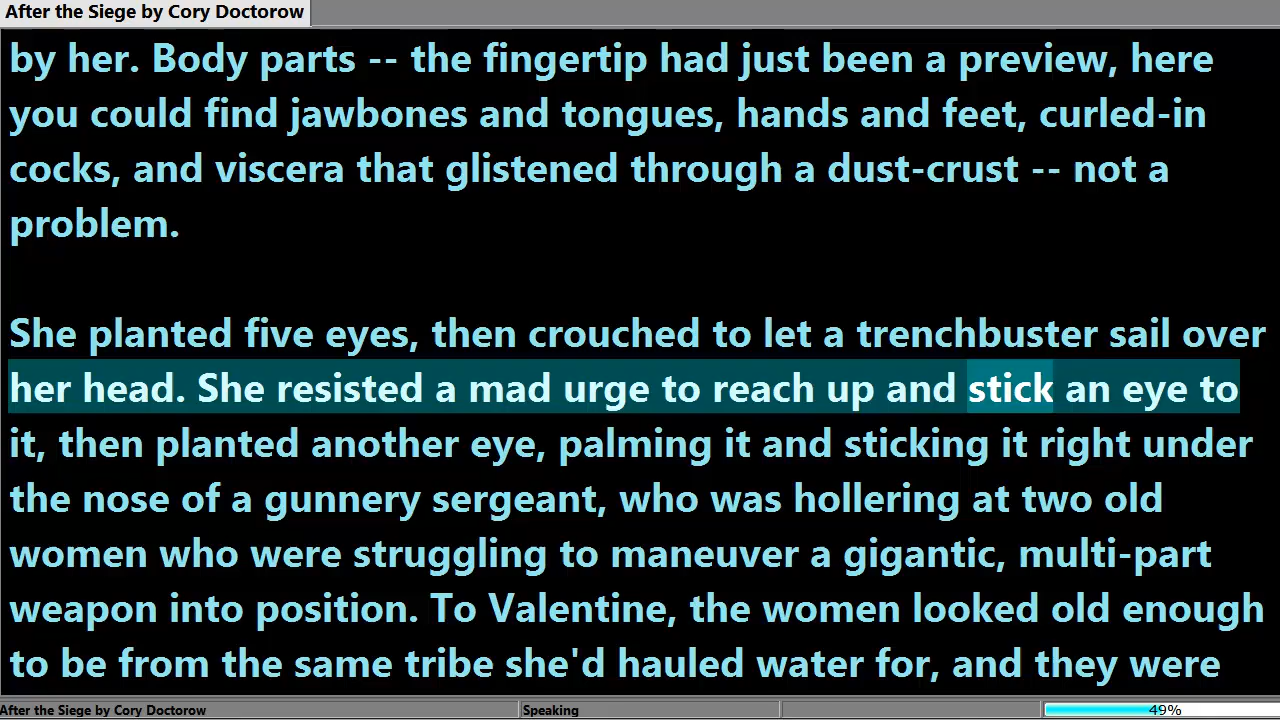 After the Siege by Cory Doctorow
by her. Body parts -- the fingertip had just been a preview, here
you could find jawbones and tongues, hands and feet, curled-in
cocks, and viscera that glistened through a dust-crust -- not a
problem.
She planted five eyes, then crouched to let a trenchbuster sail over
her head. She resisted a mad urge to reach up and stick an eye to
it, then planted another eye, palming it and sticking it right under
the nose of a gunnery sergeant, who was hollering at two old
women who were struggling to maneuver a gigantic, multi-part
weapon into position. To Valentine, the women looked old enough
to be from the same tribe she'd hauled water for, and they were
After the Siege by Cory Doctorow
Speaking
49%